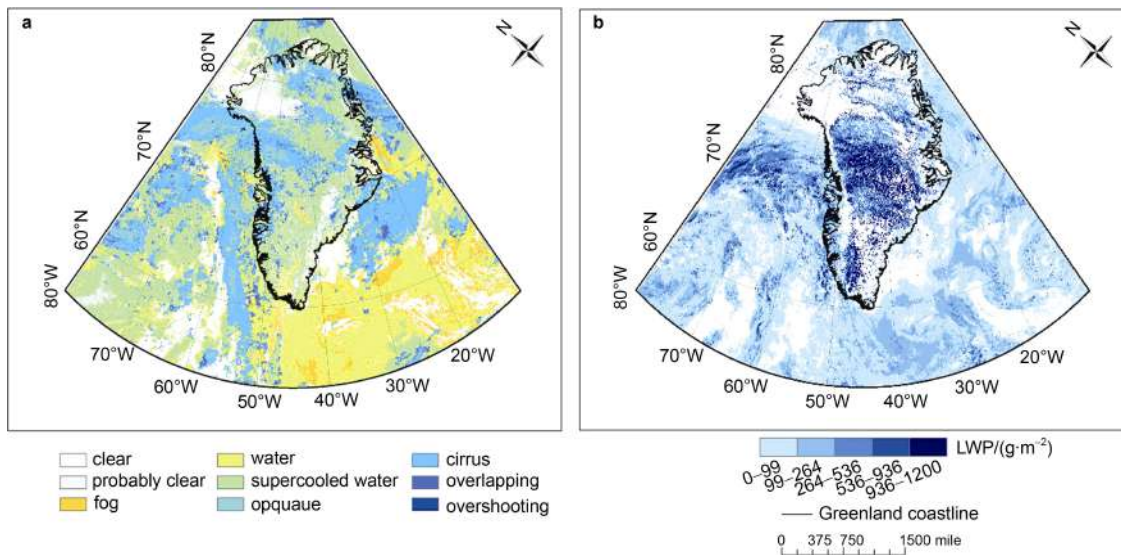 a
N
80°N
70°N
60°N
80°W
70°W
60°W
50°W
40°W
30°W
20°W
clear
probably clear
fog
water
supercooled water
opquaue
cirrus
overlapping
overshooting
b
N
80°N
70°N
60°N
80°W
70°W
60°W
50°W
40°W
30°W
20°W
LWP/(g·m⁻²)
0–99
99–264
264–536
536–936
936–1200
Greenland coastline
0 375 750 1500 mile